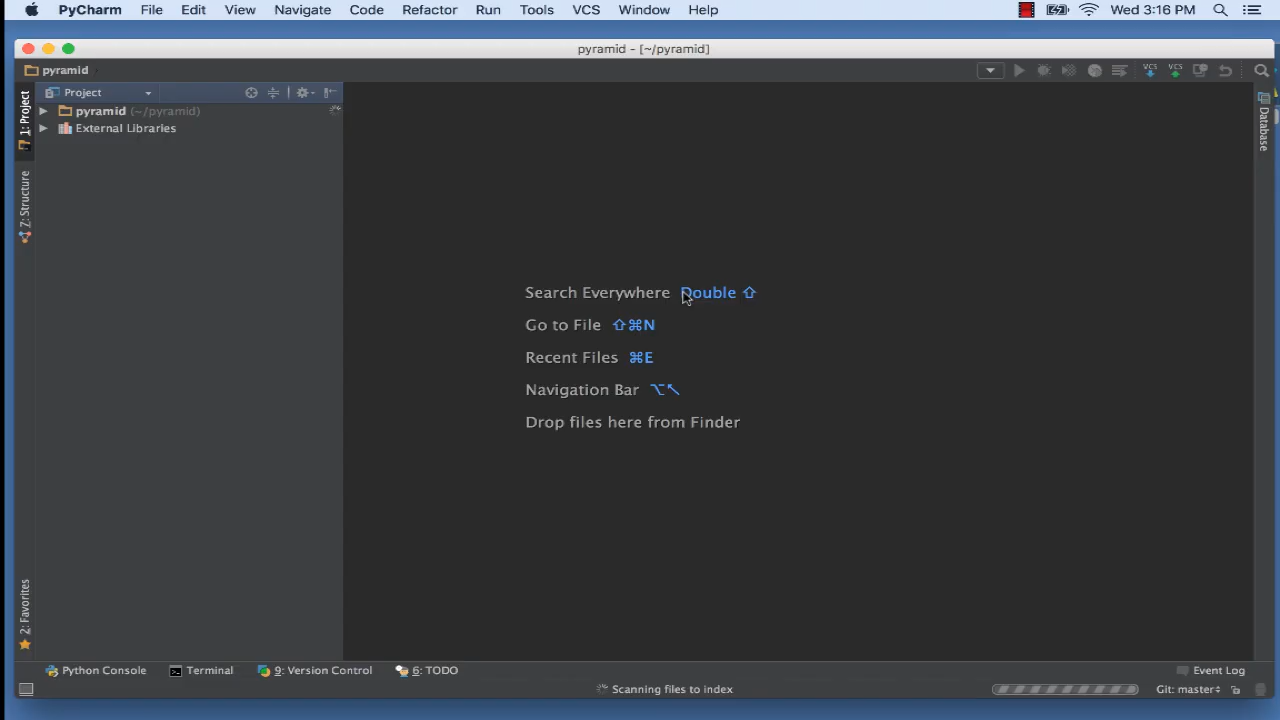 PyCharm File Edit View Navigate Code Refactor Run Tools VCS Window Help Wed 3:16 PM
pyramid - [~/pyramid]
pyramid
VCS VCS
Project
1: Project
pyramid (~/pyramid)
External Libraries
7: Structure
Database
Search Everywhere Double ⇧
Go to File ⇧⌘N
Recent Files ⌘E
Navigation Bar ⌥↖
Drop files here from Finder
2: Favorites
Python Console Terminal 9: Version Control 6: TODO Event Log
Scanning files to index Git: master